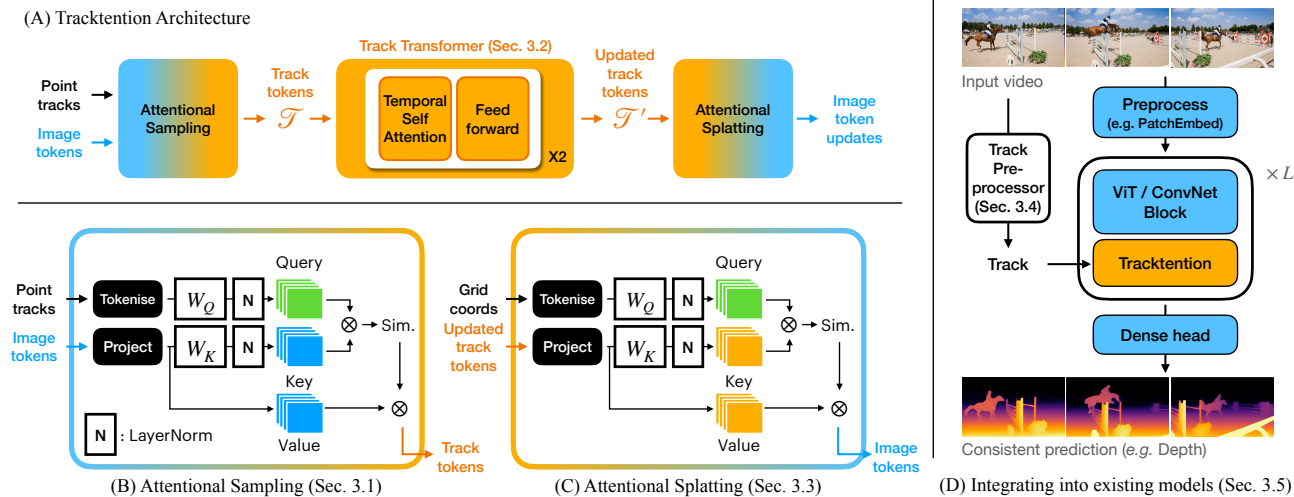 (A) Tracktention Architecture
Point
tracks
Image
tokens
Attentional
Sampling
Track
tokens
𝒯
Track Transformer (Sec. 3.2)
Temporal
Self
Attention
Feed
forward
X2
Updated
track
tokens
𝒯′
Attentional
Splatting
Image
token
updates
Point
tracks
Image
tokens
Tokenise
Project
W_Q
W_K
N
N
Query
Key
Value
⊗
Sim.
⊗
N : LayerNorm
Track
tokens
(B) Attentional Sampling (Sec. 3.1)
Grid
coords
Updated
track
tokens
Tokenise
Project
W_Q
W_K
N
N
Query
Key
Value
⊗
Sim.
⊗
Image
tokens
(C) Attentional Splatting (Sec. 3.3)
Input video
Preprocess
(e.g. PatchEmbed)
Track
Pre-
processor
(Sec. 3.4)
Track
× L
ViT / ConvNet
Block
Tracktention
Dense head
Consistent prediction (e.g. Depth)
(D) Integrating into existing models (Sec. 3.5)